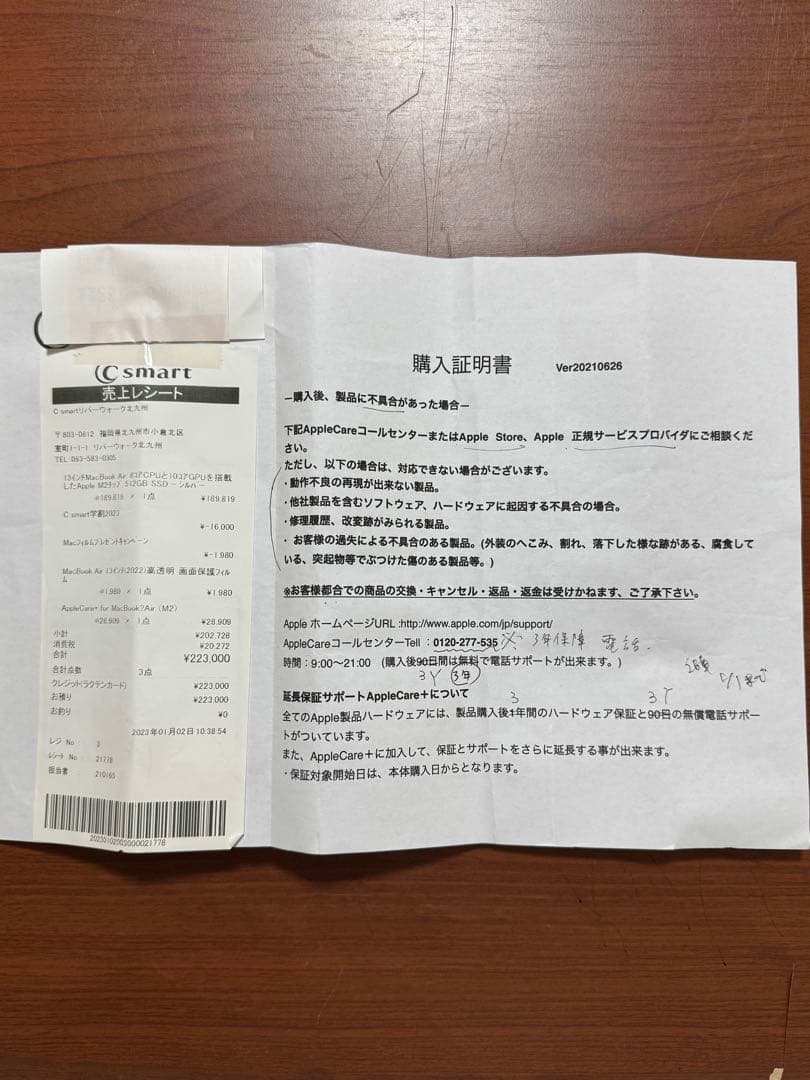 C smart
売上レシート
C smartリバーウォーク北九州
〒803-0812 福岡県北九州市小倉北区
室町1-1-1 リバーウォーク北九州
TEL 093-583-0305
13インチMacBook Air 8コアCPUと10コアGPUを搭載
したApple M2チップ, 512GB SSD - シルバー
@189,819 × 1点 ¥189,819
C smart学割2023
¥-16,000
Macフィルムプレゼントキャンペーン
¥-1,980
MacBook Air 13インチ(2022)高透明 画面保護フィル
ム
@1,980 × 1点 ¥1,980
AppleCare+ for MacBook?Air (M2)
@28,909 × 1点 ¥28,909
小計 ¥202,728
消費税 ¥20,272
合計 ¥223,000
合計点数 3点
クレジット(ラクテンカード) ¥223,000
お預り ¥223,000
お釣り ¥0
2023年01月02日 10:38:54
レジ No 3
レシート No 21778
担当者 210165
20230102002000021778
購入証明書 Ver20210626
ー購入後、製品に不具合があった場合ー
下記AppleCareコールセンターまたはApple Store、Apple 正規サービスプロバイダにご相談くだ
さい。
ただし、以下の場合は、対応できない場合がございます。
・動作不良の再現が出来ない製品。
・他社製品を含むソフトウェア、ハードウェアに起因する不具合の場合。
・修理履歴、改変跡がみられる製品。
・ お客様の過失による不具合のある製品。(外装のへこみ、割れ、落下した様な跡がある、腐食して
いる、突起物等でぶつけた傷のある製品等。)
※お客様都合での商品の交換・キャンセル・返品・返金は受けかねます、ご了承下さい。
Apple ホームページURL :http://www.apple.com/jp/support/
AppleCareコールセンターTell : 0120-277-535 ※ 3年保障 電話.
時間：9:00〜21:00 (購入後90日間は無料で電話サポートが出来ます。)
3Y 3年
延長保証サポートAppleCare+について 3 3Y
全てのApple製品ハードウェアには、製品購入後1年間のハードウェア保証と90日の無償電話サポー
トがついています。
また、AppleCare+に加入して、保証とサポートをさらに延長する事が出来ます。
・保証対象開始日は、本体購入日からとなります。